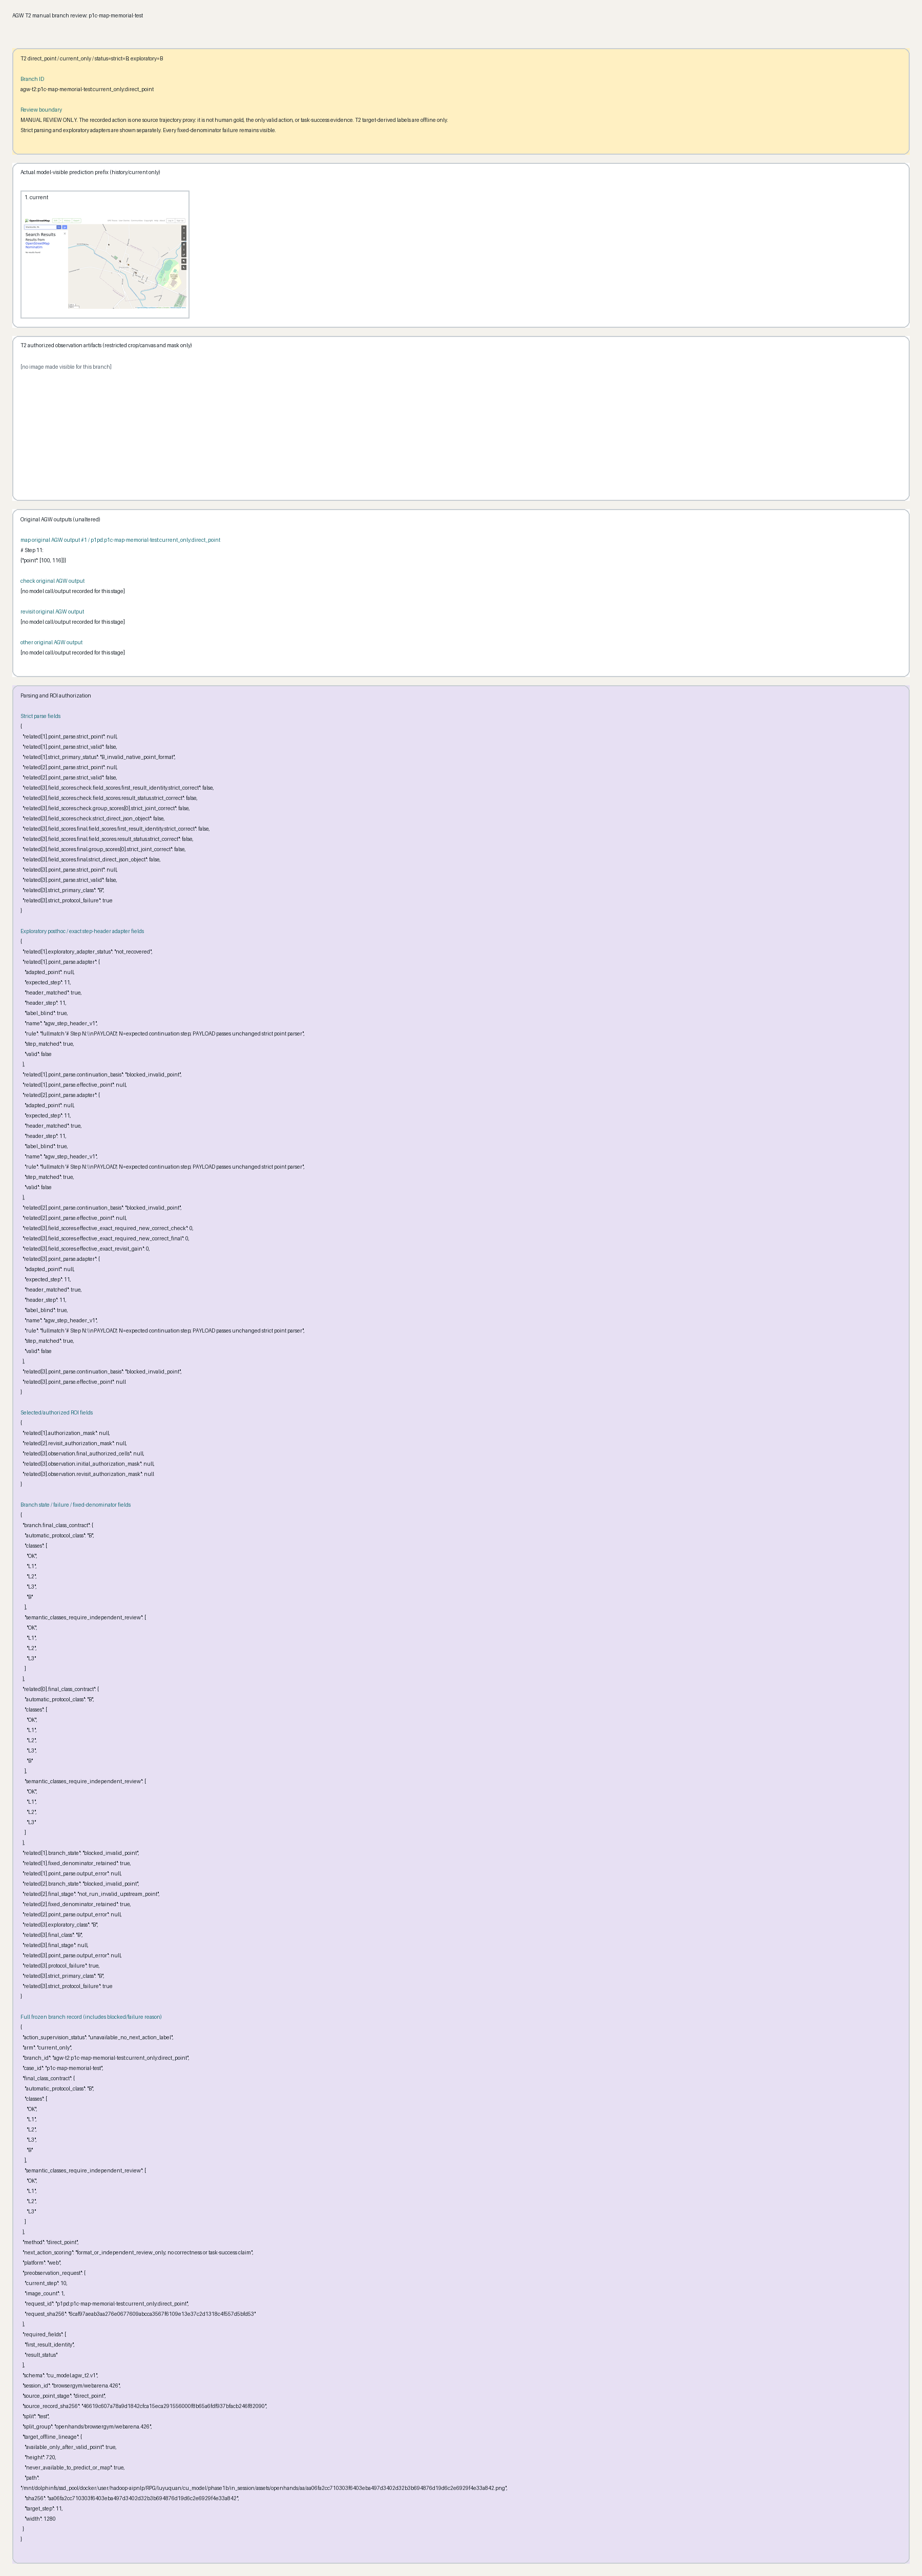 AGW T2 manual branch review: p1c-map-memorial-test
T2 direct_point / current_only / status=strict=B; exploratory=B
Branch ID
agw-t2:p1c-map-memorial-test:current_only:direct_point
Review boundary
MANUAL REVIEW ONLY. The recorded action is one source trajectory proxy; it is not human gold, the only valid action, or task-success evidence. T2 target-derived labels are offline only.
Strict parsing and exploratory adapters are shown separately. Every fixed-denominator failure remains visible.
Actual model-visible prediction prefix (history/current only)
1. current
OpenStreetMap
Search Results
Results from
OpenStreetMap
Nominatim
T2 authorized observation artifacts (restricted crop/canvas and mask only)
[no image made visible for this branch]
Original AGW outputs (unaltered)
map original AGW output #1 / p1pd:p1c-map-memorial-test:current_only:direct_point
# Step 11:
{"point": [100, 116]}]
check original AGW output
[no model call/output recorded for this stage]
revisit original AGW output
[no model call/output recorded for this stage]
other original AGW output
[no model call/output recorded for this stage]
Parsing and ROI authorization
Strict parse fields
{
"related[1].point_parse.strict_point": null,
"related[1].point_parse.strict_valid": false,
"related[1].strict_primary_status": "B_invalid_native_point_format",
"related[2].point_parse.strict_point": null,
"related[2].point_parse.strict_valid": false,
"related[3].field_scores.check.field_scores.first_result_identity.strict_correct": false,
"related[3].field_scores.check.field_scores.result_status.strict_correct": false,
"related[3].field_scores.check.group_scores[0].strict_joint_correct": false,
"related[3].field_scores.check.strict_direct_json_object": false,
"related[3].field_scores.final.field_scores.first_result_identity.strict_correct": false,
"related[3].field_scores.final.field_scores.result_status.strict_correct": false,
"related[3].field_scores.final.group_scores[0].strict_joint_correct": false,
"related[3].field_scores.final.strict_direct_json_object": false,
"related[3].point_parse.strict_point": null,
"related[3].point_parse.strict_valid": false,
"related[3].strict_primary_class": "B",
"related[3].strict_protocol_failure": true
}
Exploratory posthoc / exact step-header adapter fields
{
"related[1].exploratory_adapter_status": "not_recovered",
"related[1].point_parse.adapter": {
"adapted_point": null,
"expected_step": 11,
"header_matched": true,
"header_step": 11,
"label_blind": true,
"name": "agw_step_header_v1",
"rule": "fullmatch '# Step N:\\nPAYLOAD'; N=expected continuation step; PAYLOAD passes unchanged strict point parser",
"step_matched": true,
"valid": false
},
"related[1].point_parse.continuation_basis": "blocked_invalid_point",
"related[1].point_parse.effective_point": null,
"related[2].point_parse.adapter": {
"adapted_point": null,
"expected_step": 11,
"header_matched": true,
"header_step": 11,
"label_blind": true,
"name": "agw_step_header_v1",
"rule": "fullmatch '# Step N:\\nPAYLOAD'; N=expected continuation step; PAYLOAD passes unchanged strict point parser",
"step_matched": true,
"valid": false
},
"related[2].point_parse.continuation_basis": "blocked_invalid_point",
"related[2].point_parse.effective_point": null,
"related[3].field_scores.effective_exact_required_new_correct_check": 0,
"related[3].field_scores.effective_exact_required_new_correct_final": 0,
"related[3].field_scores.effective_exact_revisit_gain": 0,
"related[3].point_parse.adapter": {
"adapted_point": null,
"expected_step": 11,
"header_matched": true,
"header_step": 11,
"label_blind": true,
"name": "agw_step_header_v1",
"rule": "fullmatch '# Step N:\\nPAYLOAD'; N=expected continuation step; PAYLOAD passes unchanged strict point parser",
"step_matched": true,
"valid": false
},
"related[3].point_parse.continuation_basis": "blocked_invalid_point",
"related[3].point_parse.effective_point": null
}
Selected/authorized ROI fields
{
"related[1].authorization_mask": null,
"related[2].revisit_authorization_mask": null,
"related[3].observation.final_authorized_cells": null,
"related[3].observation.initial_authorization_mask": null,
"related[3].observation.revisit_authorization_mask": null
}
Branch state / failure / fixed-denominator fields
{
"branch.final_class_contract": {
"automatic_protocol_class": "B",
"classes": [
"OK",
"L1",
"L2",
"L3",
"B"
],
"semantic_classes_require_independent_review": [
"OK",
"L1",
"L2",
"L3"
]
},
"related[0].final_class_contract": {
"automatic_protocol_class": "B",
"classes": [
"OK",
"L1",
"L2",
"L3",
"B"
],
"semantic_classes_require_independent_review": [
"OK",
"L1",
"L2",
"L3"
]
},
"related[1].branch_state": "blocked_invalid_point",
"related[1].fixed_denominator_retained": true,
"related[1].point_parse.output_error": null,
"related[2].branch_state": "blocked_invalid_point",
"related[2].final_stage": "not_run_invalid_upstream_point",
"related[2].fixed_denominator_retained": true,
"related[2].point_parse.output_error": null,
"related[3].exploratory_class": "B",
"related[3].final_class": "B",
"related[3].final_stage": null,
"related[3].point_parse.output_error": null,
"related[3].protocol_failure": true,
"related[3].strict_primary_class": "B",
"related[3].strict_protocol_failure": true
}
Full frozen branch record (includes blocked/failure reason)
{
"action_supervision_status": "unavailable_no_next_action_label",
"arm": "current_only",
"branch_id": "agw-t2:p1c-map-memorial-test:current_only:direct_point",
"case_id": "p1c-map-memorial-test",
"final_class_contract": {
"automatic_protocol_class": "B",
"classes": [
"OK",
"L1",
"L2",
"L3",
"B"
],
"semantic_classes_require_independent_review": [
"OK",
"L1",
"L2",
"L3"
]
},
"method": "direct_point",
"next_action_scoring": "format_or_independent_review_only; no correctness or task-success claim",
"platform": "web",
"preobservation_request": {
"current_step": 10,
"image_count": 1,
"request_id": "p1pd:p1c-map-memorial-test:current_only:direct_point",
"request_sha256":
},
"required_fields": [
"first_result_identity",
"result_status"
],
"schema": "cu_model.agw_t2.v1",
"session_id": "browsergym/webarena.426",
"source_point_stage": "direct_point",
"source_record_sha256":
"split": "test",
"split_group": "openhands/browsergym/webarena.426",
"target_offline_lineage": {
"available_only_after_valid_point": true,
"height": 720,
"never_available_to_predict_or_map": true,
"path":
"sha256":
"target_step": 11,
"width": 1280
}
}